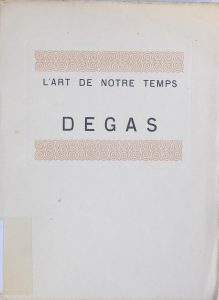 L'ART DE NOTRE TEMPS
DEGAS